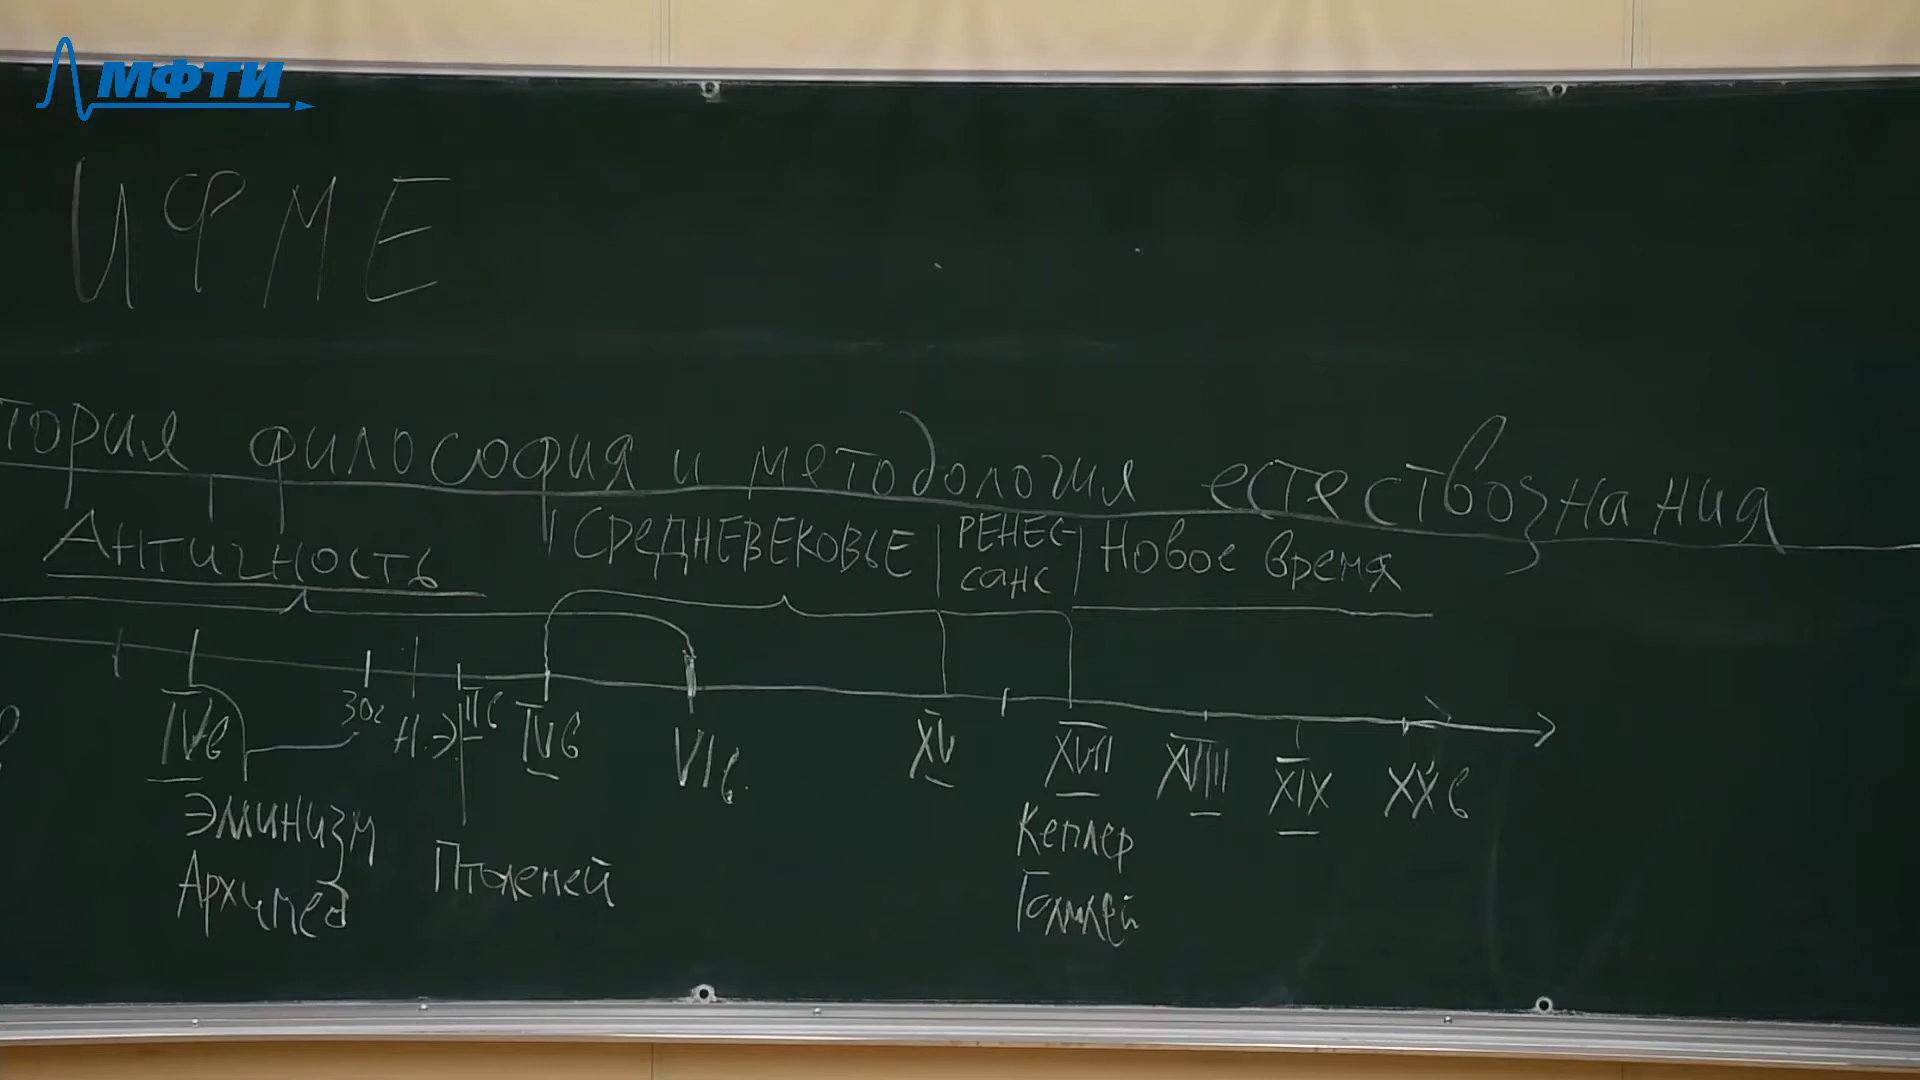 МФТИ
ИФМЕ
тория философия и методология естествознания
Античность Средневековье РЕНЕС- Новое время
санс
IVв 30г Н.Э IIв IVв VIв. XV XVII XVIII XIX XXв
Эллинизм Кеплер
Архимед Птолемей Галилей